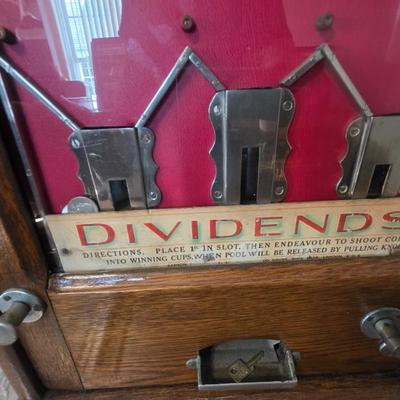 DIVIDENDS
DIRECTIONS. PLACE 1ᴰ IN SLOT, THEN ENDEAVOUR TO SHOOT COI
INTO WINNING CUPS. WHEN POOL WILL BE RELEASED BY PULLING KNO